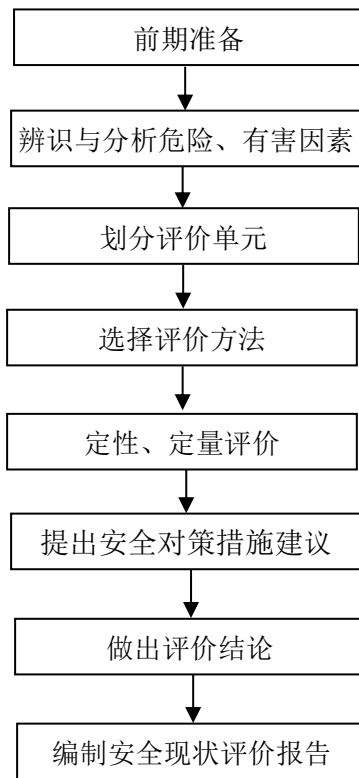 前期准备
辨识与分析危险、有害因素
划分评价单元
选择评价方法
定性、定量评价
提出安全对策措施建议
做出评价结论
编制安全现状评价报告